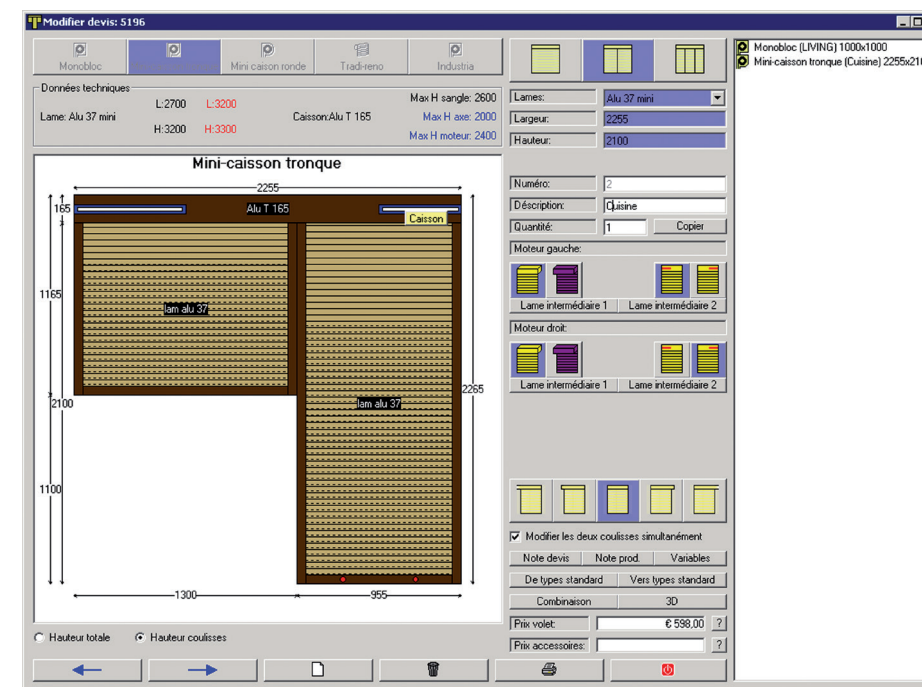 Modifier devis: 5196
Monobloc
Mini caison ronde
Tradi-reno
Industria
Données techniques
Lame: Alu 37 mini
L:2700 L:3200
H:3200 H:3300
Caisson:Alu T 165
Max H sangle: 2600
Max H axe: 2000
Max H moteur: 2400
Mini-caisson tronque
2255
165
Alu T 165
Caisson
1165
lam alu 37
2265
lam alu 37
2100
1100
1300
955
Hauteur totale
Hauteur coulisses
Lames: Alu 37 mini
Largeur: 2255
Hauteur: 2100
Numéro: 2
Déscription: Cuisine
Quantité: 1 Copier
Moteur gauche:
Lame intermédiaire 1 Lame intermédiaire 2
Moteur droit:
Lame intermédiaire 1 Lame intermédiaire 2
Modifier les deux coulisses simultanément
Note devis Note prod. Variables
De types standard Vers types standard
Combinaison 3D
Prix volet: € 598,00 ?
Prix accessoires: ?
Monobloc (LIVING) 1000x1000
Mini-caisson tronque (Cuisine) 2255x210